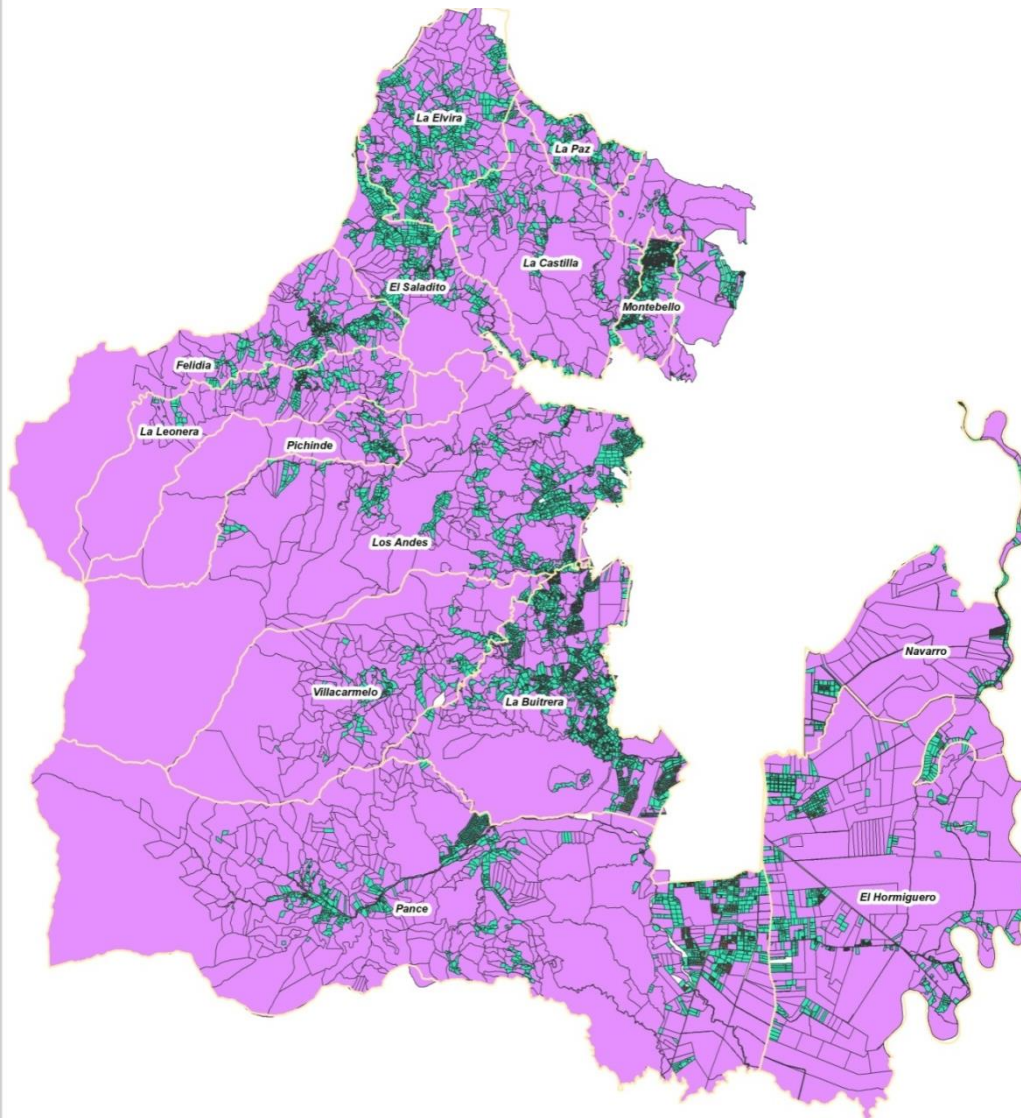 La Elvira
La Paz
La Castilla
El Saladito
Montebello
Felidia
La Leonera
Pichinde
Los Andes
Navarro
Villacarmelo
La Buitrera
El Hormiguero
Pance